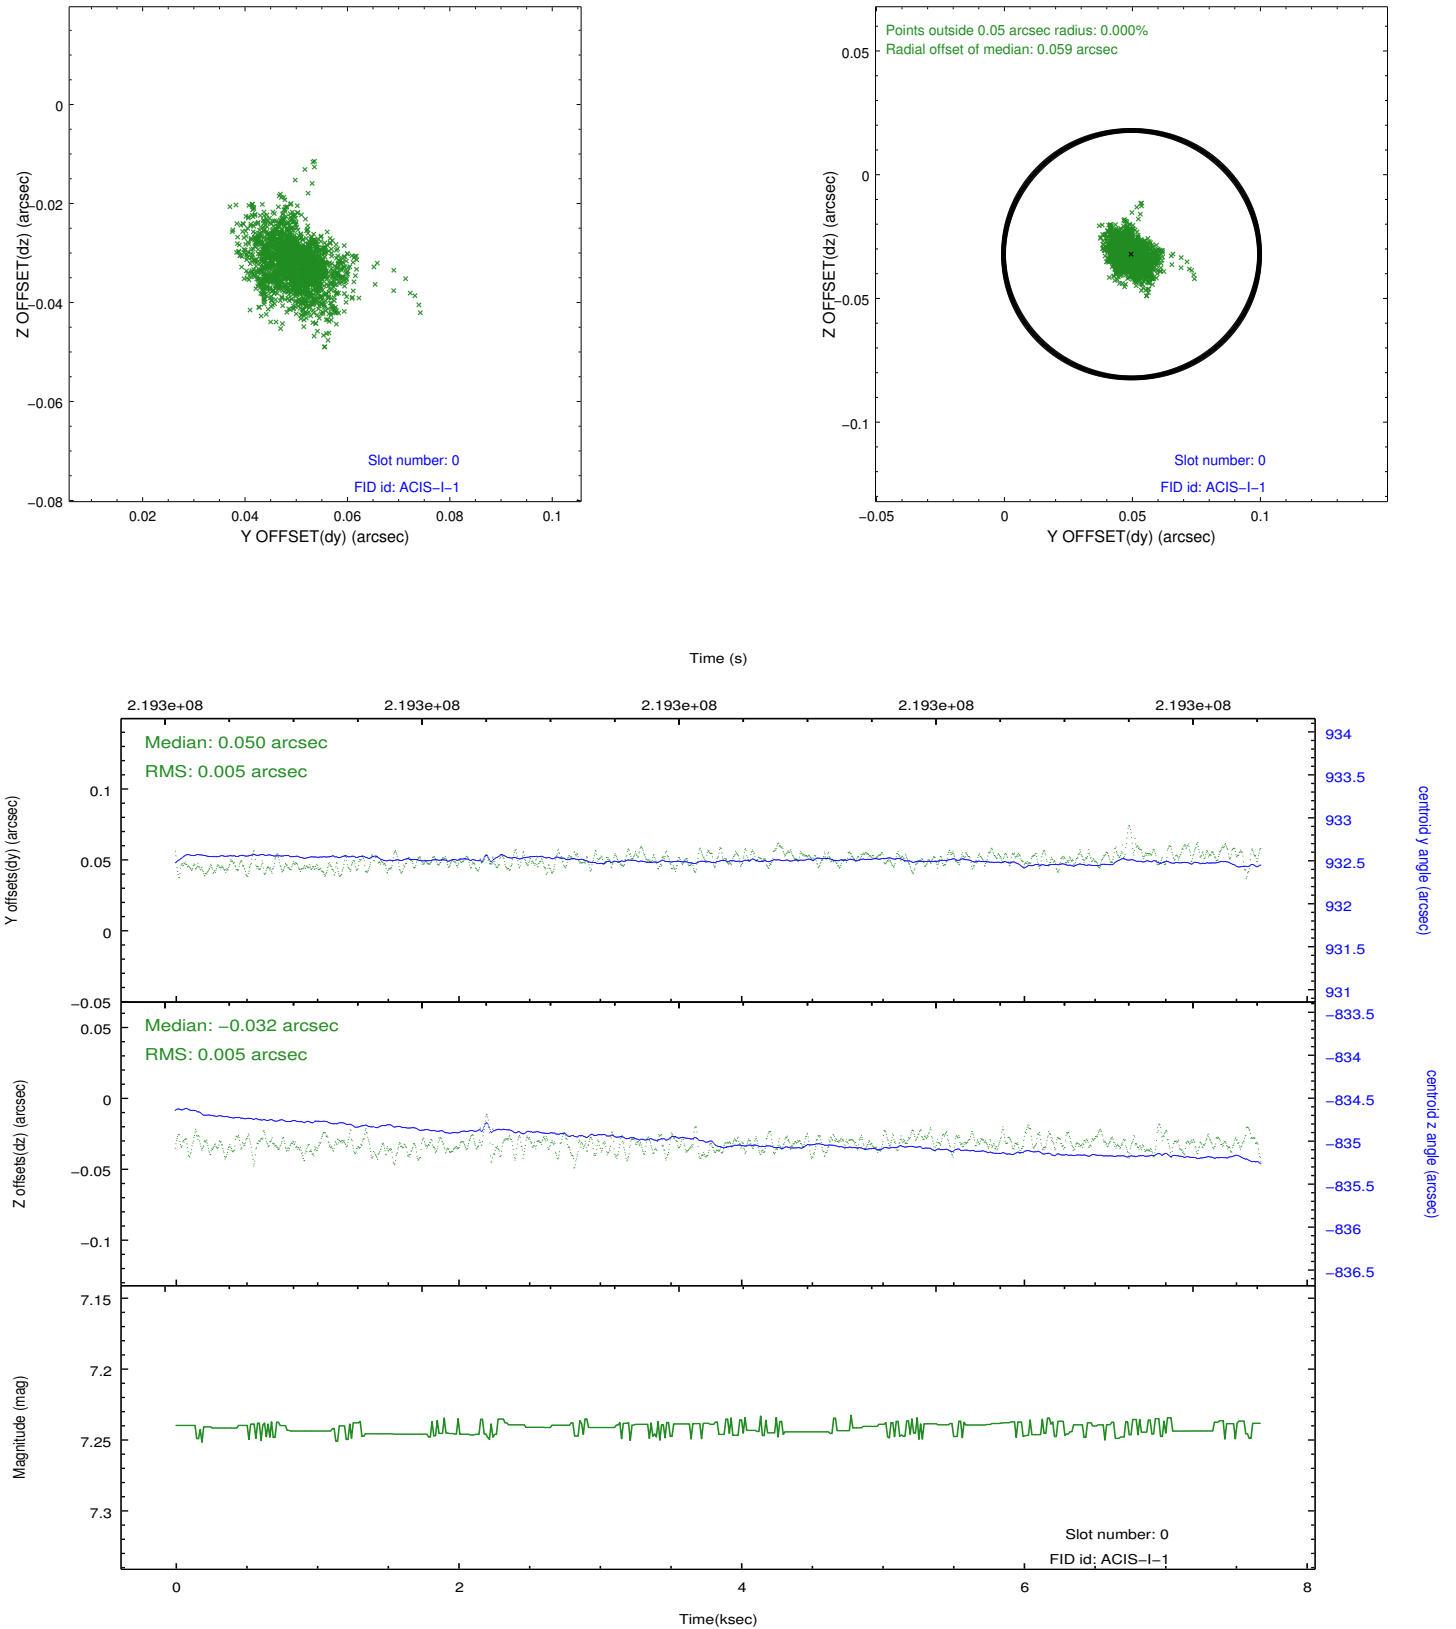 0
−0.02
−0.04
−0.06
−0.08
Z OFFSET(dz) (arcsec)
Slot number: 0
FID id: ACIS−I−1
0.02
0.04
0.06
0.08
0.1
Y OFFSET(dy) (arcsec)
Points outside 0.05 arcsec radius: 0.000%
Radial offset of median: 0.059 arcsec
0.05
0
−0.05
−0.1
Z OFFSET(dz) (arcsec)
Slot number: 0
FID id: ACIS−I−1
−0.05
0
0.05
0.1
Y OFFSET(dy) (arcsec)
Time (s)
2.193e+08
2.193e+08
2.193e+08
2.193e+08
2.193e+08
Median: 0.050 arcsec
RMS: 0.005 arcsec
0.1
0.05
0
−0.05
Y offsets(dy) (arcsec)
934
933.5
933
932.5
932
931.5
931
centroid y angle (arcsec)
Median: −0.032 arcsec
RMS: 0.005 arcsec
0.05
0
−0.05
−0.1
Z offsets(dz) (arcsec)
−833.5
−834
−834.5
−835
−835.5
−836
−836.5
centroid z angle (arcsec)
7.15
7.2
7.25
7.3
Magnitude (mag)
Slot number: 0
FID id: ACIS−I−1
0
2
4
6
8
Time(ksec)